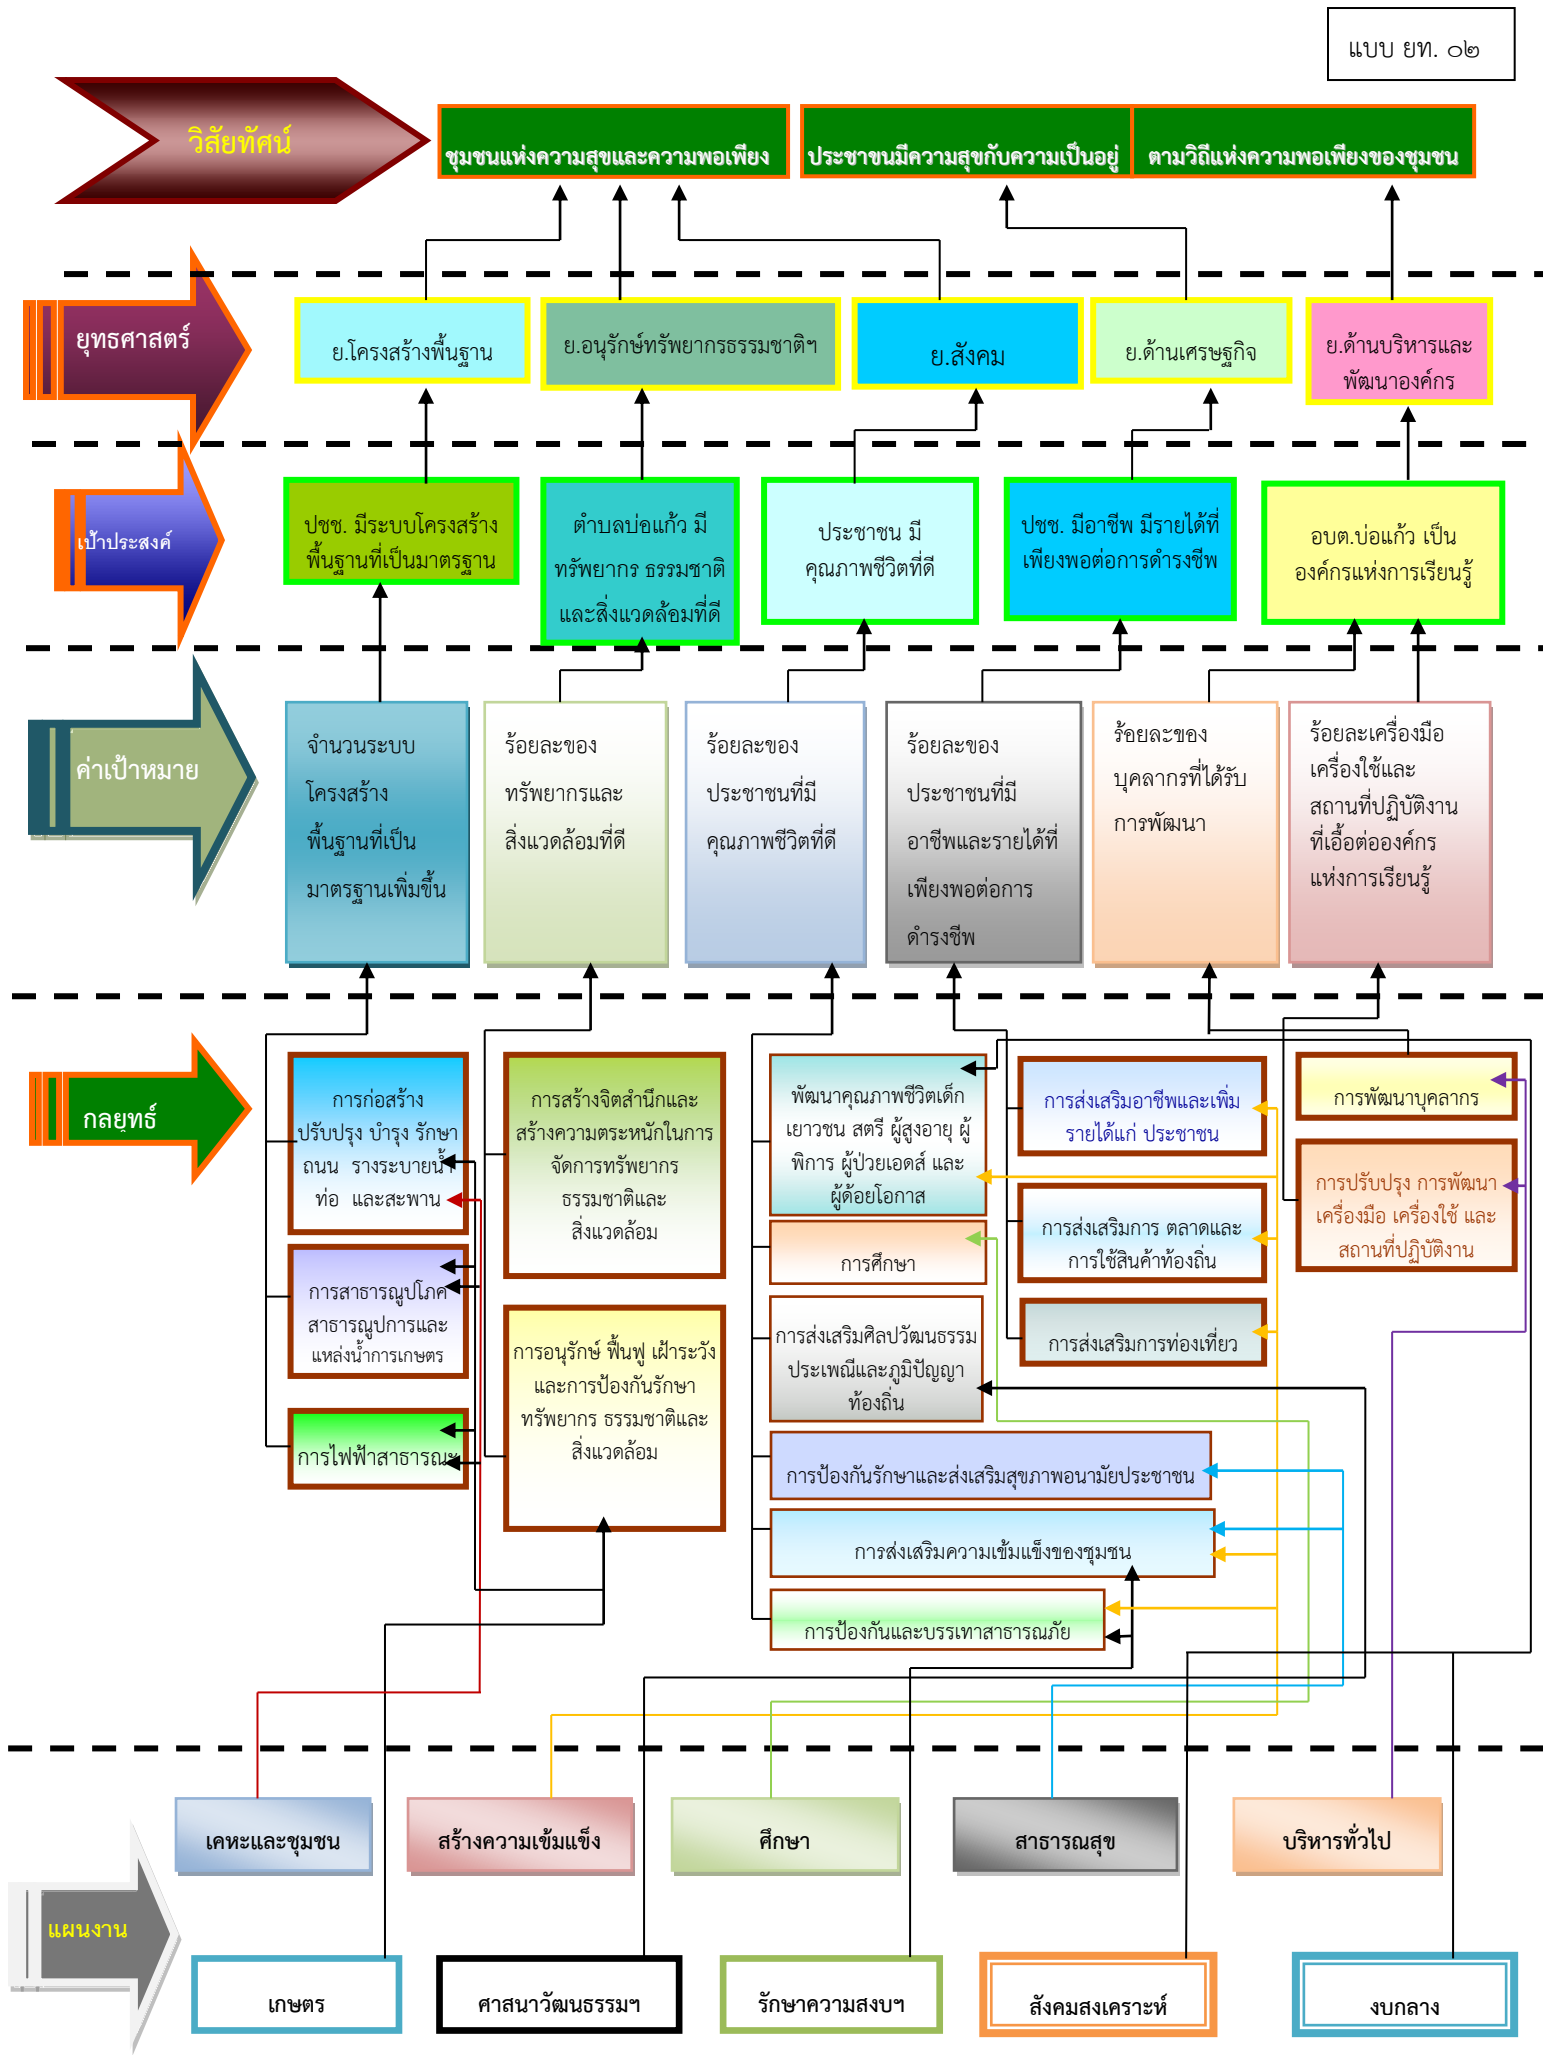 แบบ ยท. ๐๒
วิสัยทัศน์
ชุมชนแห่งความสุขและความพอเพียง
ประชาขนมีความสุขกับความเป็นอยู่
ตามวิถีแห่งความพอเพียงของชุมชน
ยุทธศาสตร์
ย.โครงสร้างพื้นฐาน
ย.อนุรักษ์ทรัพยากรธรรมชาติฯ
ย.สังคม
ย.ด้านเศรษฐกิจ
ย.ด้านบริหารและ
พัฒนาองค์กร
เป้าประสงค์
ปชช. มีระบบโครงสร้าง
พื้นฐานที่เป็นมาตรฐาน
ตำบลบ่อแก้ว มี
ทรัพยากร ธรรมชาติ
และสิ่งแวดล้อมที่ดี
ประชาชน มี
คุณภาพชีวิตที่ดี
ปชช. มีอาชีพ มีรายได้ที่
เพียงพอต่อการดำรงชีพ
อบต.บ่อแก้ว เป็น
องค์กรแห่งการเรียนรู้
ค่าเป้าหมาย
จำนวนระบบ
โครงสร้าง
พื้นฐานที่เป็น
มาตรฐานเพิ่มขึ้น
ร้อยละของ
ทรัพยากรและ
สิ่งแวดล้อมที่ดี
ร้อยละของ
ประชาชนที่มี
คุณภาพชีวิตที่ดี
ร้อยละของ
ประชาชนที่มี
อาชีพและรายได้ที่
เพียงพอต่อการ
ดำรงชีพ
ร้อยละของ
บุคลากรที่ได้รับ
การพัฒนา
ร้อยละเครื่องมือ
เครื่องใช้และ
สถานที่ปฏิบัติงาน
ที่เอื้อต่อองค์กร
แห่งการเรียนรู้
กลยุทธ์
การก่อสร้าง
ปรับปรุง บำรุง รักษา
ถนน รางระบายน้ำ
ท่อ และสะพาน
การสาธารณูปโภค
สาธารณูปการและ
แหล่งน้ำการเกษตร
การไฟฟ้าสาธารณะ
การสร้างจิตสำนึกและ
สร้างความตระหนักในการ
จัดการทรัพยากร
ธรรมชาติและ
สิ่งแวดล้อม
การอนุรักษ์ ฟื้นฟู เฝ้าระวัง
และการป้องกันรักษา
ทรัพยากร ธรรมชาติและ
สิ่งแวดล้อม
พัฒนาคุณภาพชีวิตเด็ก
เยาวชน สตรี ผู้สูงอายุ ผู้
พิการ ผู้ป่วยเอดส์ และ
ผู้ด้อยโอกาส
การศึกษา
การส่งเสริมศิลปวัฒนธรรม
ประเพณีและภูมิปัญญา
ท้องถิ่น
การป้องกันรักษาและส่งเสริมสุขภาพอนามัยประชาชน
การส่งเสริมความเข้มแข็งของชุมชน
การป้องกันและบรรเทาสาธารณภัย
การส่งเสริมอาชีพและเพิ่ม
รายได้แก่ ประชาชน
การส่งเสริมการ ตลาดและ
การใช้สินค้าท้องถิ่น
การส่งเสริมการท่องเที่ยว
การพัฒนาบุคลากร
การปรับปรุง การพัฒนา
เครื่องมือ เครื่องใช้ และ
สถานที่ปฏิบัติงาน
แผนงาน
เคหะและชุมชน
สร้างความเข้มแข็ง
ศึกษา
สาธารณสุข
บริหารทั่วไป
เกษตร
ศาสนาวัฒนธรรมฯ
รักษาความสงบฯ
สังคมสงเคราะห์
งบกลาง